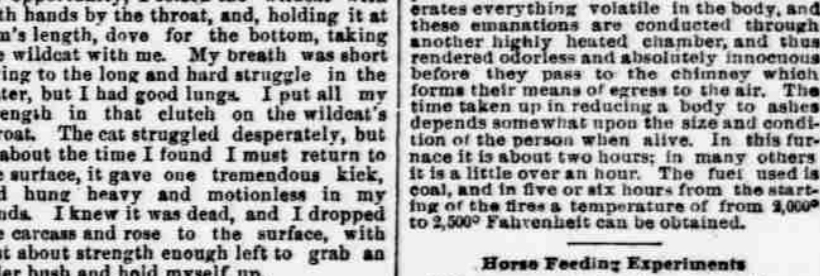 th hands by the throat, and, holding it at
m's length, dove for the bottom, taking
e wildcat with me. My breath was short
ing to the long and hard struggle in the
ter, but I had good lungs. I put all my
ength in that clutch on the wildcat's
roat. The cat struggled desperately, but
about the time I found I must return to
e surface, it gave one tremendous kick,
d hung heavy and motionless in my
nds. I knew it was dead, and I dropped
e carcass and rose to the surface, with
st about strength enough left to grab an
der bush and hold myself up.
erates everything volatile in the body, and
these emanations are conducted through
another highly heated chamber, and thus
rendered odorless and absolutely innocuous
before they pass to the chimney which
forms their means of egress to the air. The
time taken up in reducing a body to ashes
depends somewhat upon the size and condi-
tion of the person when alive. In this fur-
nace it is about two hours; in many others
it is a little over an hour. The fuel used is
coal, and in five or six hours from the start-
ing of the fires a temperature of from 2,000°
to 2,500° Fahrenheit can be obtained.
Horse Feeding Experiments